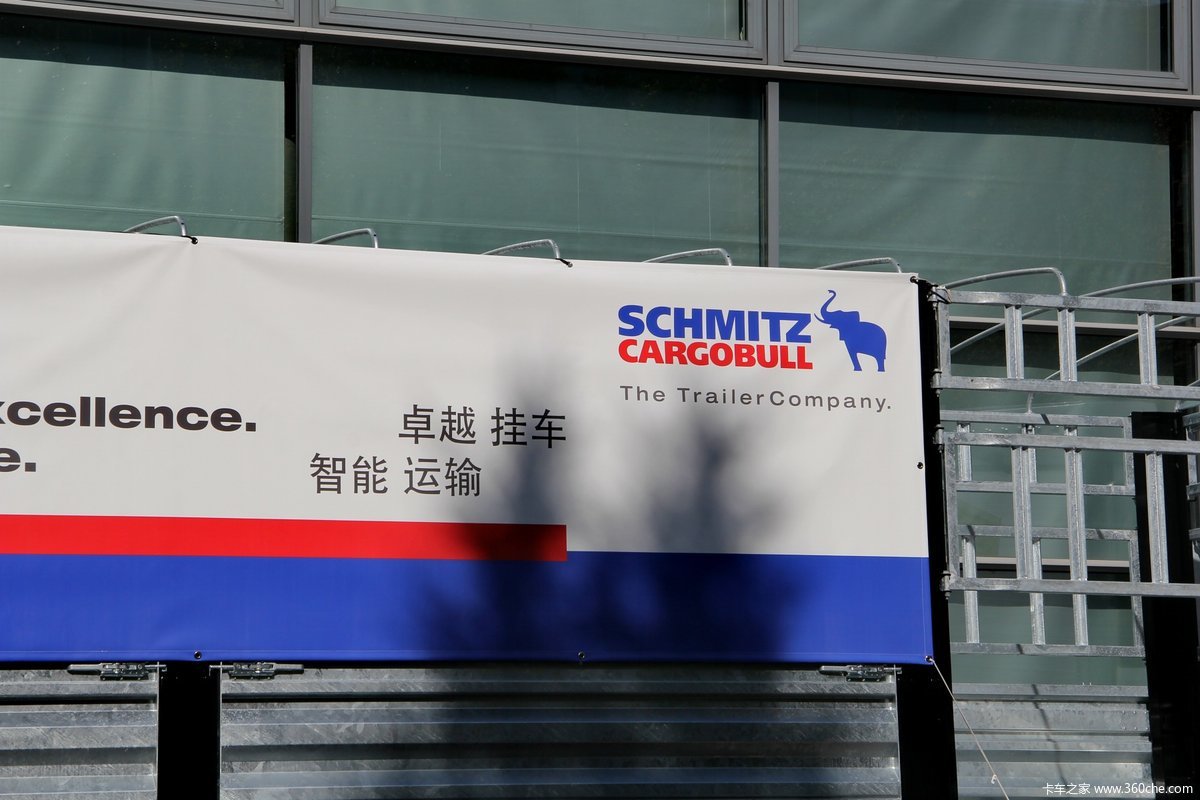 SCHMITZ
CARGOBULL
The TrailerCompany.
xcellence.
e.
卓越 挂车
智能 运输
卡车之家 www.360che.com